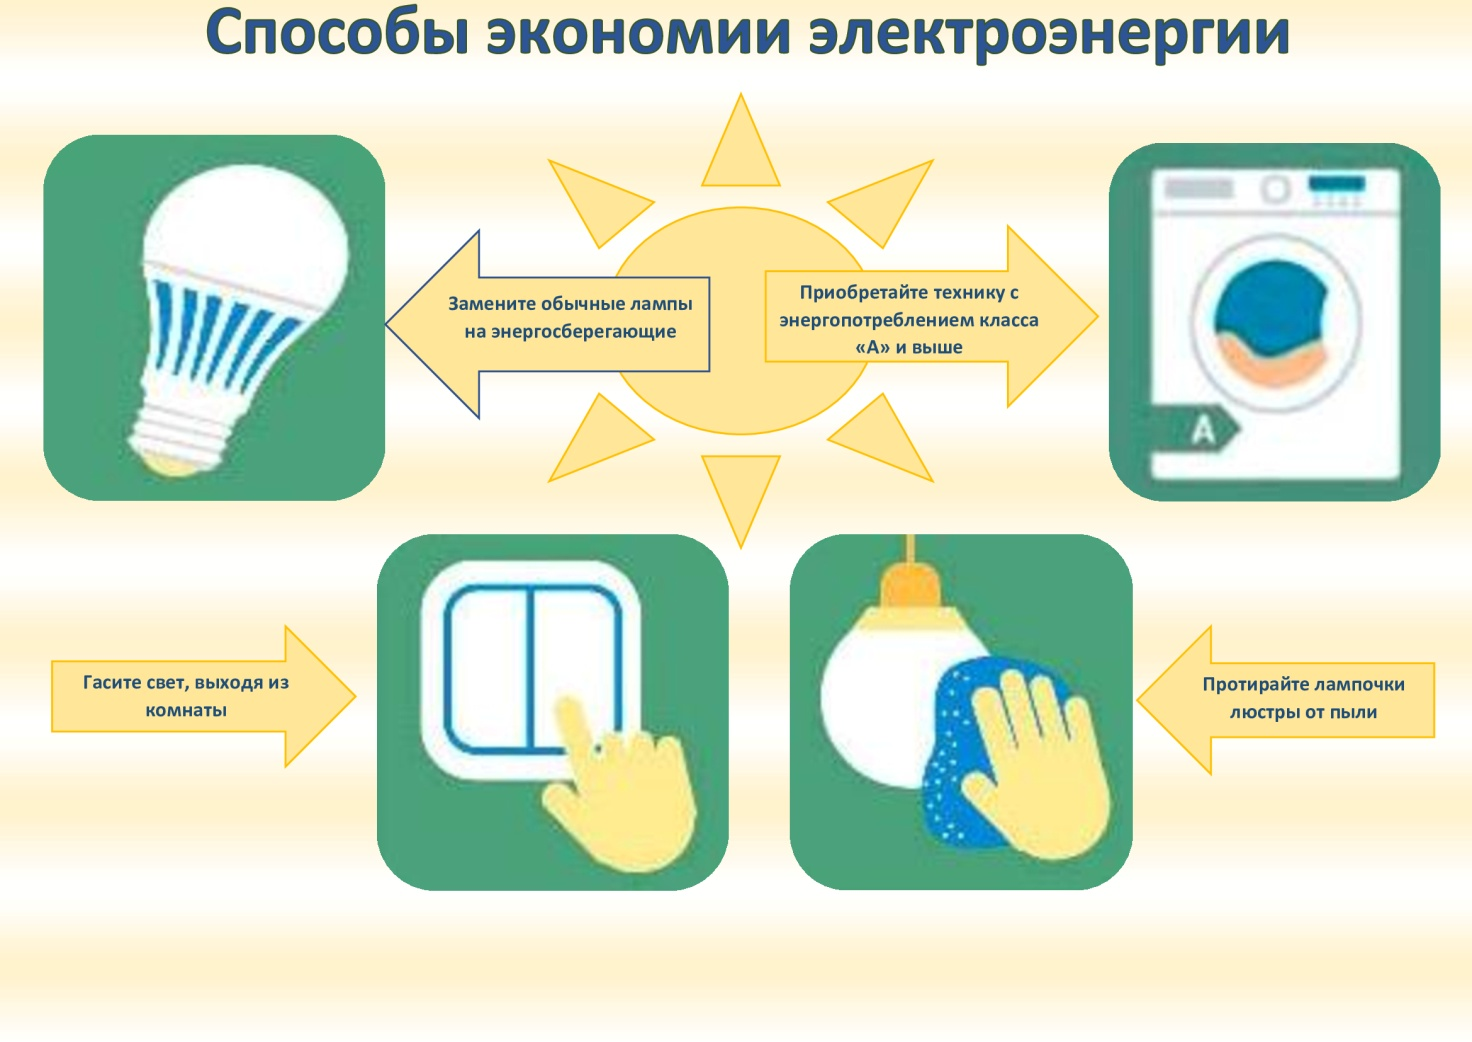 Способы экономии электроэнергии
Замените обычные лампы
на энергосберегающие
Приобретайте технику с
энергопотреблением класса
«А» и выше
А
Гасите свет, выходя из
комнаты
Протирайте лампочки
люстры от пыли